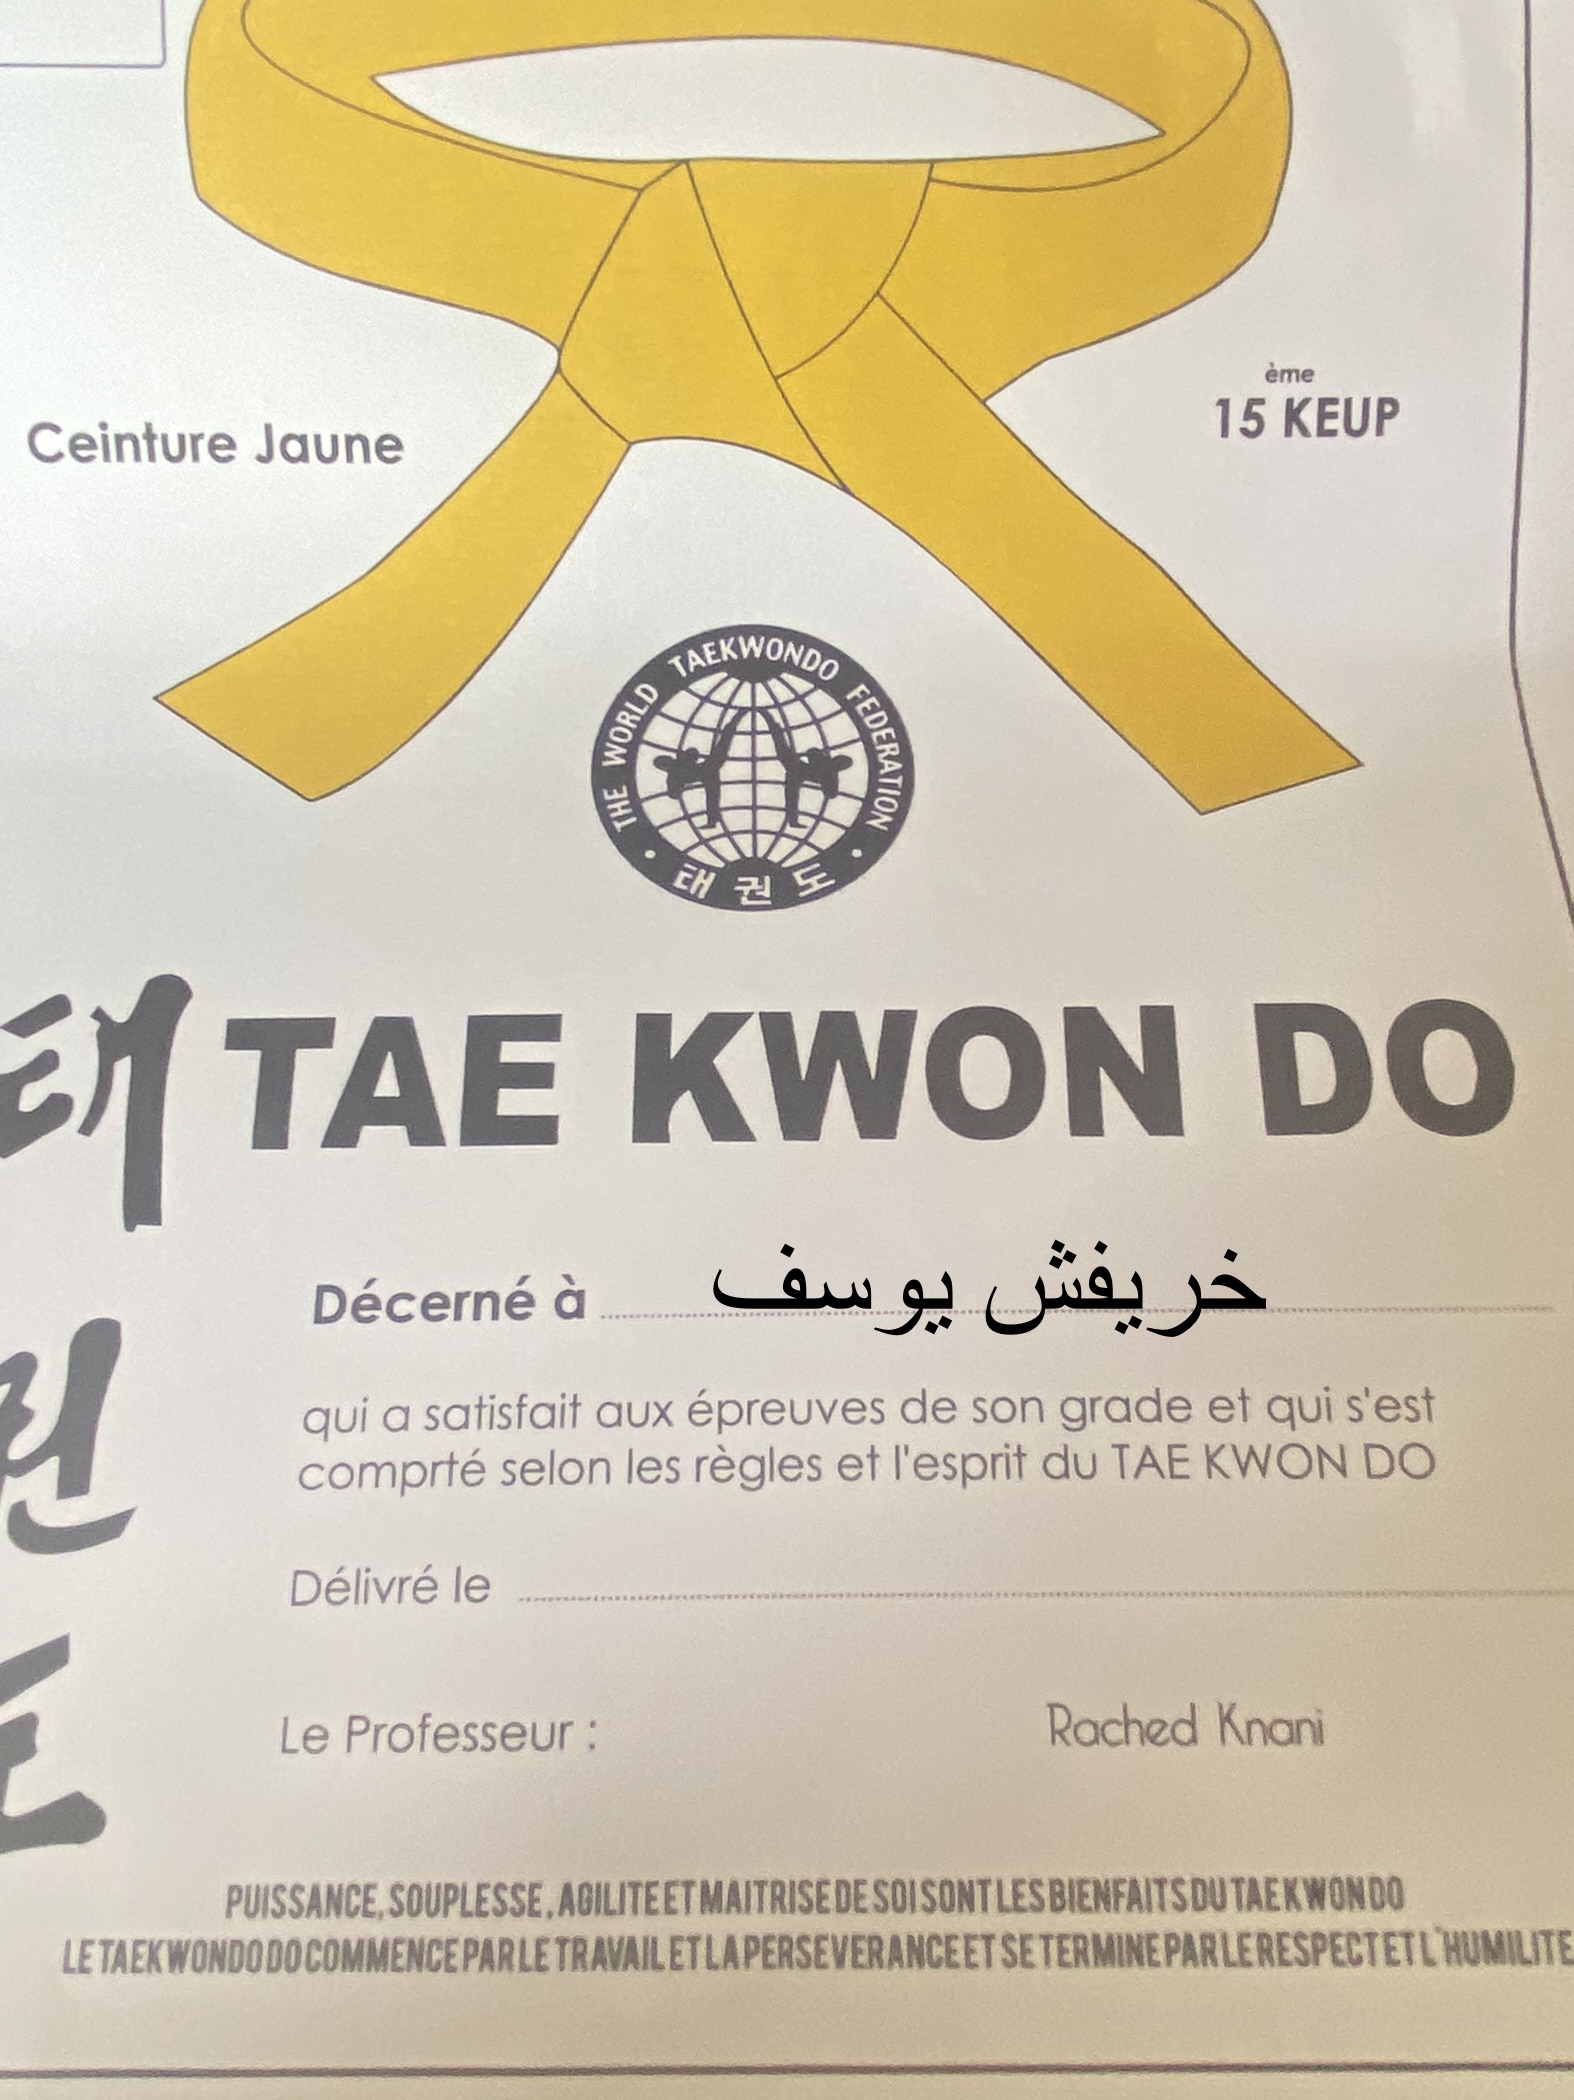 ème
15 KEUP
Ceinture Jaune
THE WORLD TAEKWONDO FEDERATION
태 권 도
태 권 도
TAE KWON DO
Décerné à خريفش يوسف
qui a satisfait aux épreuves de son grade et qui s'est
comprté selon les règles et l'esprit du TAE KWON DO
Délivré le
Le Professeur : Rached Knani
PUISSANCE, SOUPLESSE, AGILITE ET MAITRISE DE SOI SONT LES BIENFAITS DU TAEKWONDO
LE TAEKWONDO DO COMMENCE PAR LE TRAVAIL ET LA PERSEVERANCE ET SE TERMINE PAR LE RESPECT ET L'HUMILITE